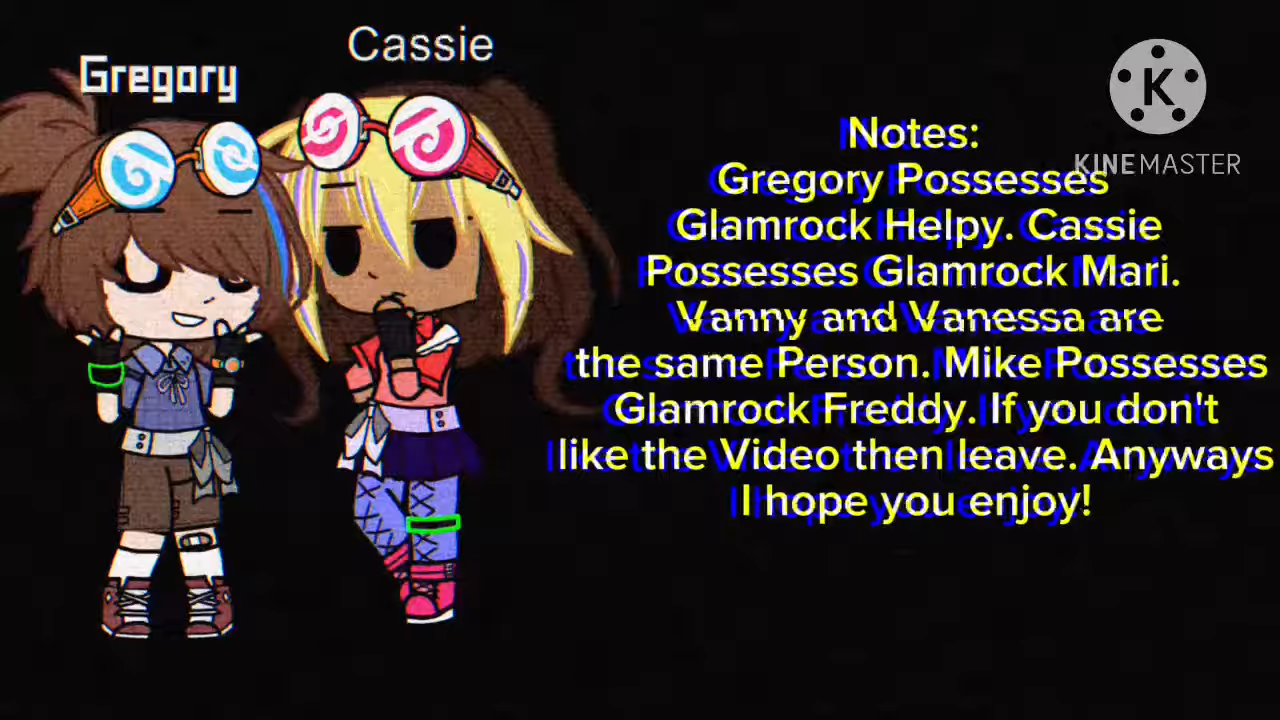 Gregory
Cassie
K
KINEMASTER
Notes:
Gregory Possesses
Glamrock Helpy. Cassie
Possesses Glamrock Mari.
Vanny and Vanessa are
the same Person. Mike Possesses
Glamrock Freddy. If you don't
like the Video then leave. Anyways
I hope you enjoy!